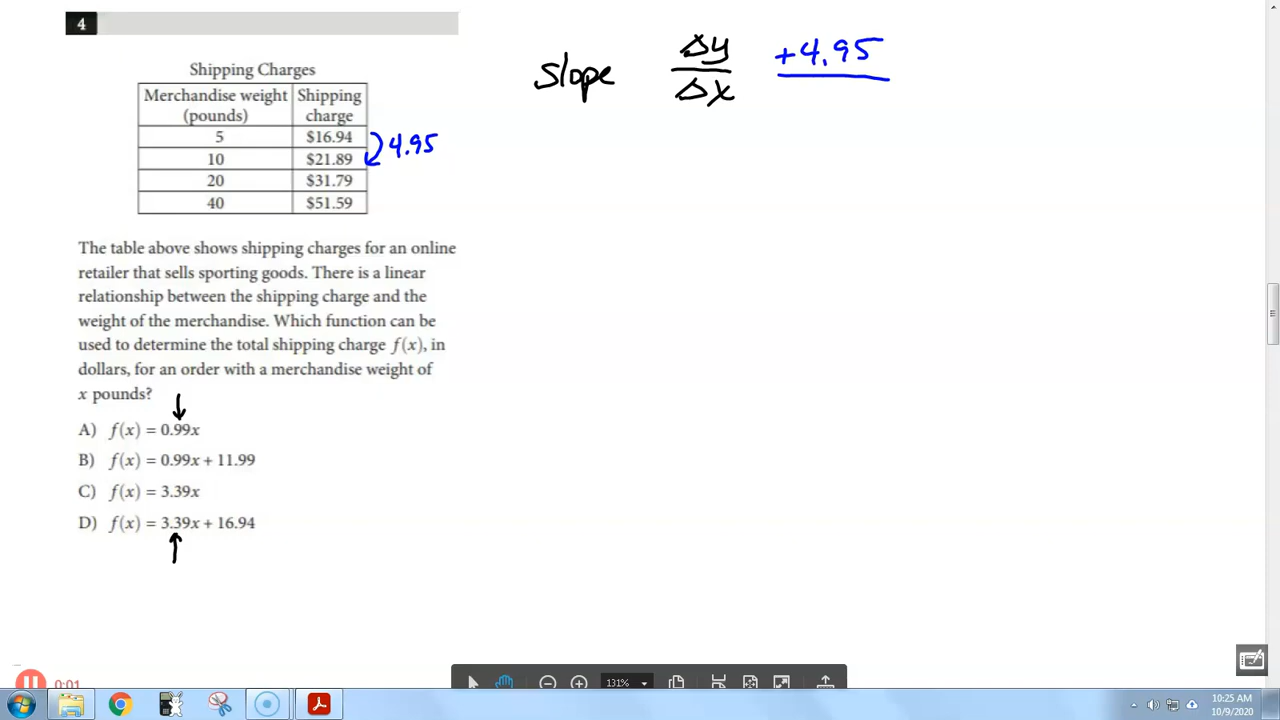 4
slope Δy +4.95
Δx
Shipping Charges
Merchandise weight (pounds) Shipping charge
5 $16.94
10 $21.89
20 $31.79
40 $51.59
4.95
The table above shows shipping charges for an online
retailer that sells sporting goods. There is a linear
relationship between the shipping charge and the
weight of the merchandise. Which function can be
used to determine the total shipping charge f(x), in
dollars, for an order with a merchandise weight of
x pounds?
A) f(x) = 0.99x
B) f(x) = 0.99x + 11.99
C) f(x) = 3.39x
D) f(x) = 3.39x + 16.94
0:01
131%
10:25 AM
10/9/2020